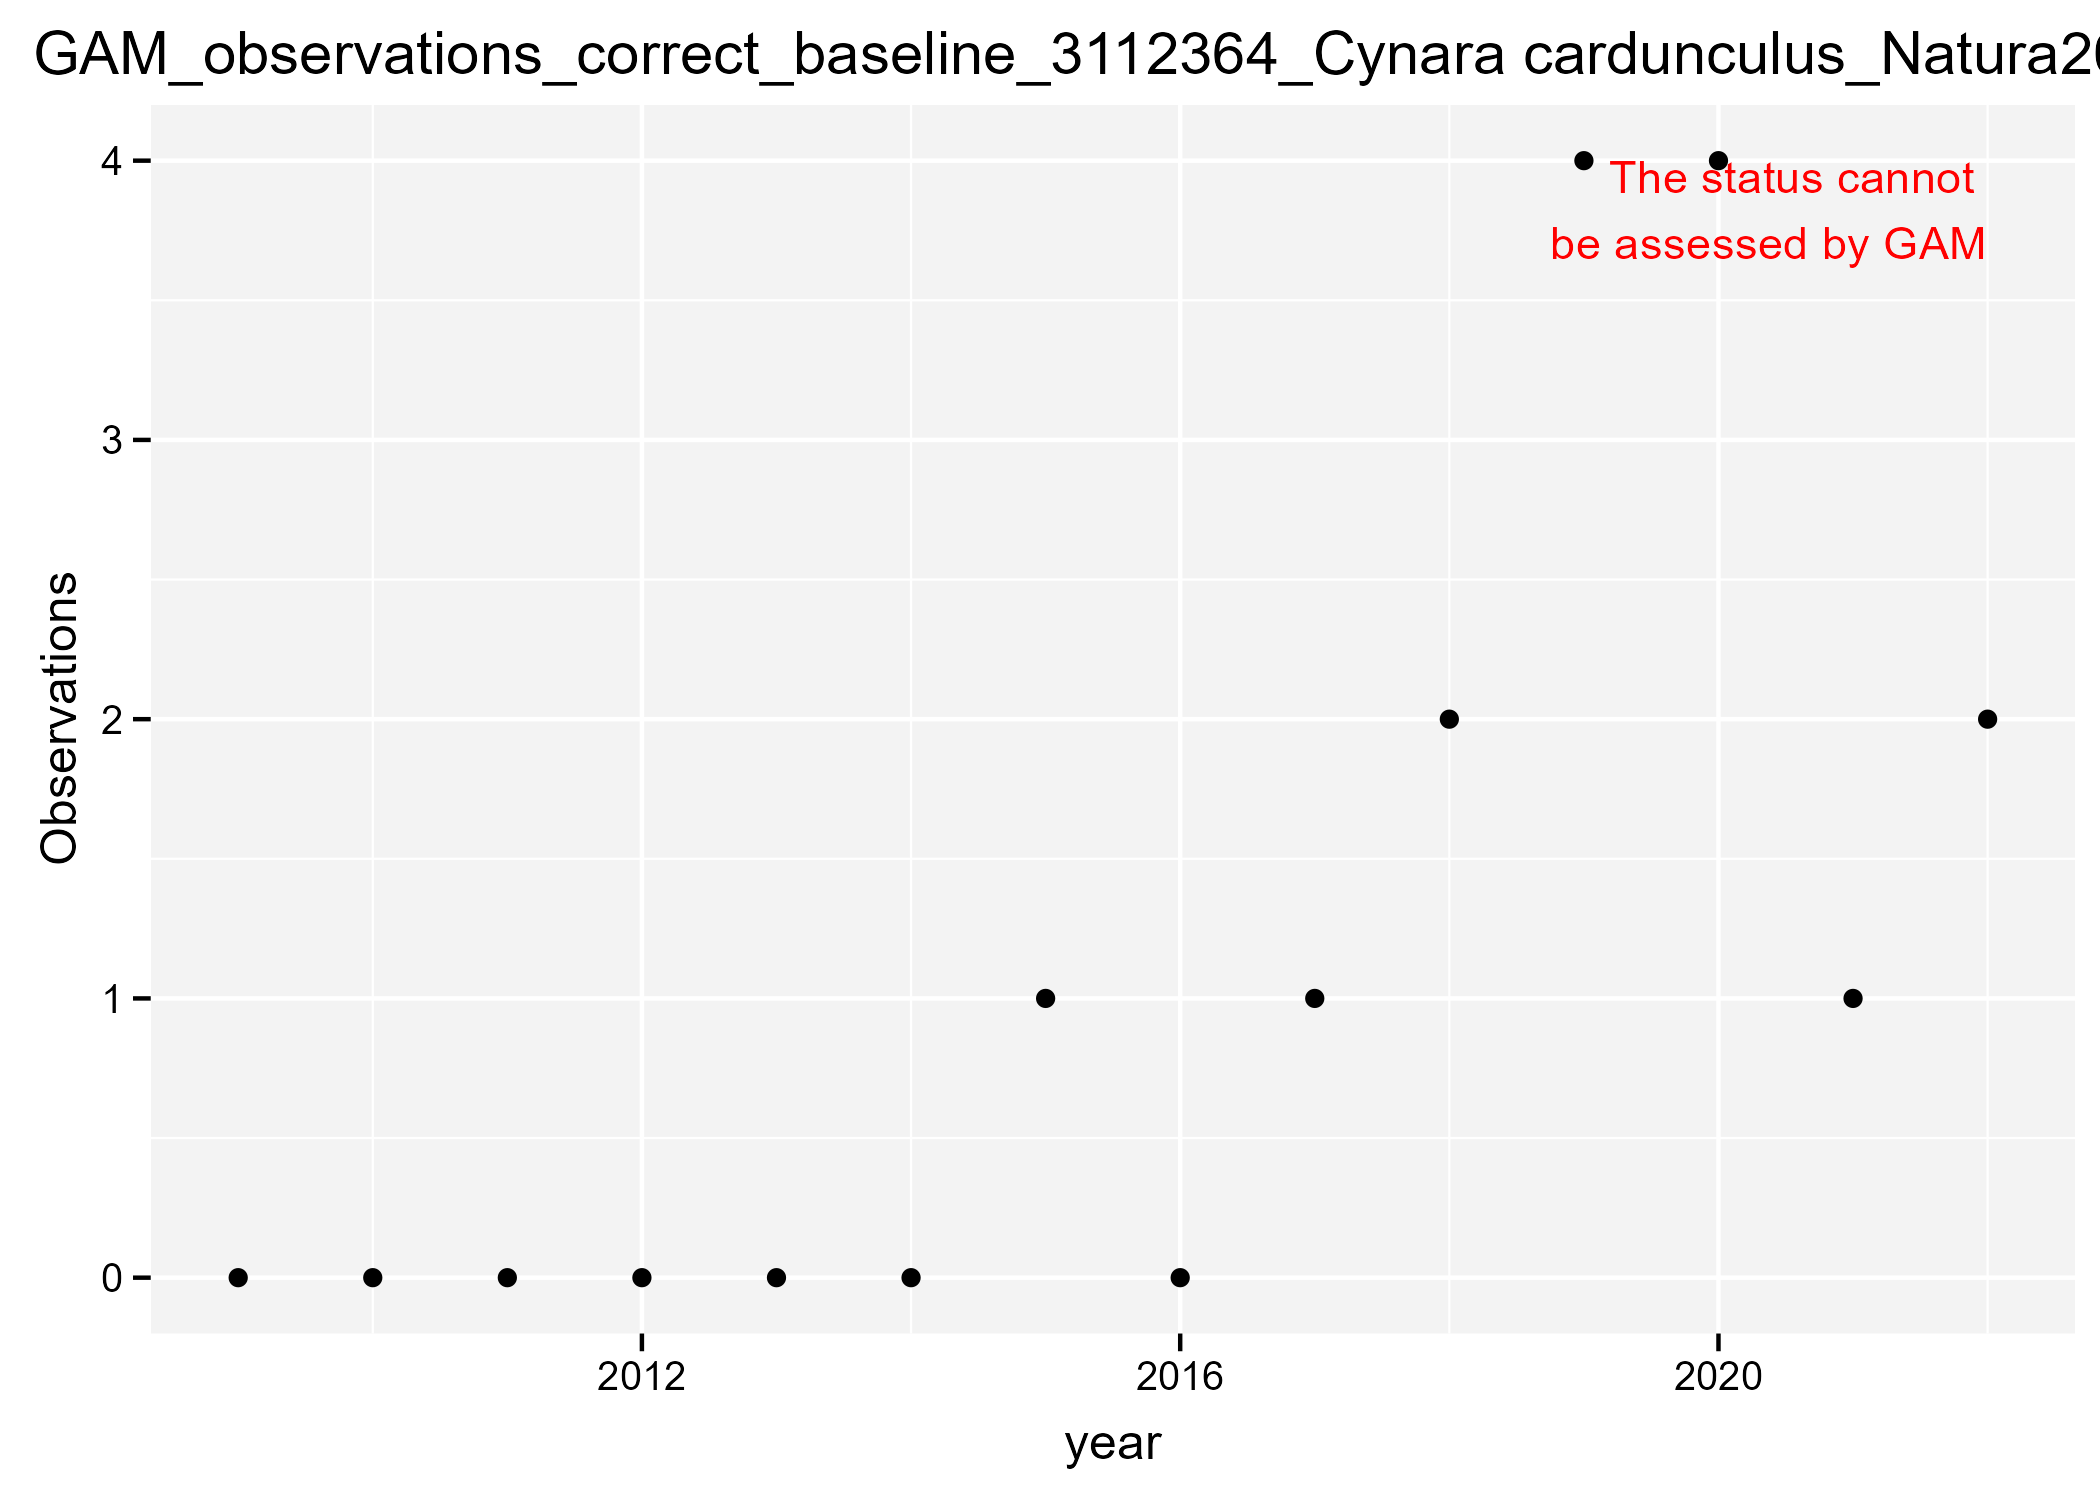 GAM_observations_correct_baseline_3112364_Cynara cardunculus_Natura20
4
The status cannot
be assessed by GAM
3
Observations
2
1
0
2012 2016 2020
year